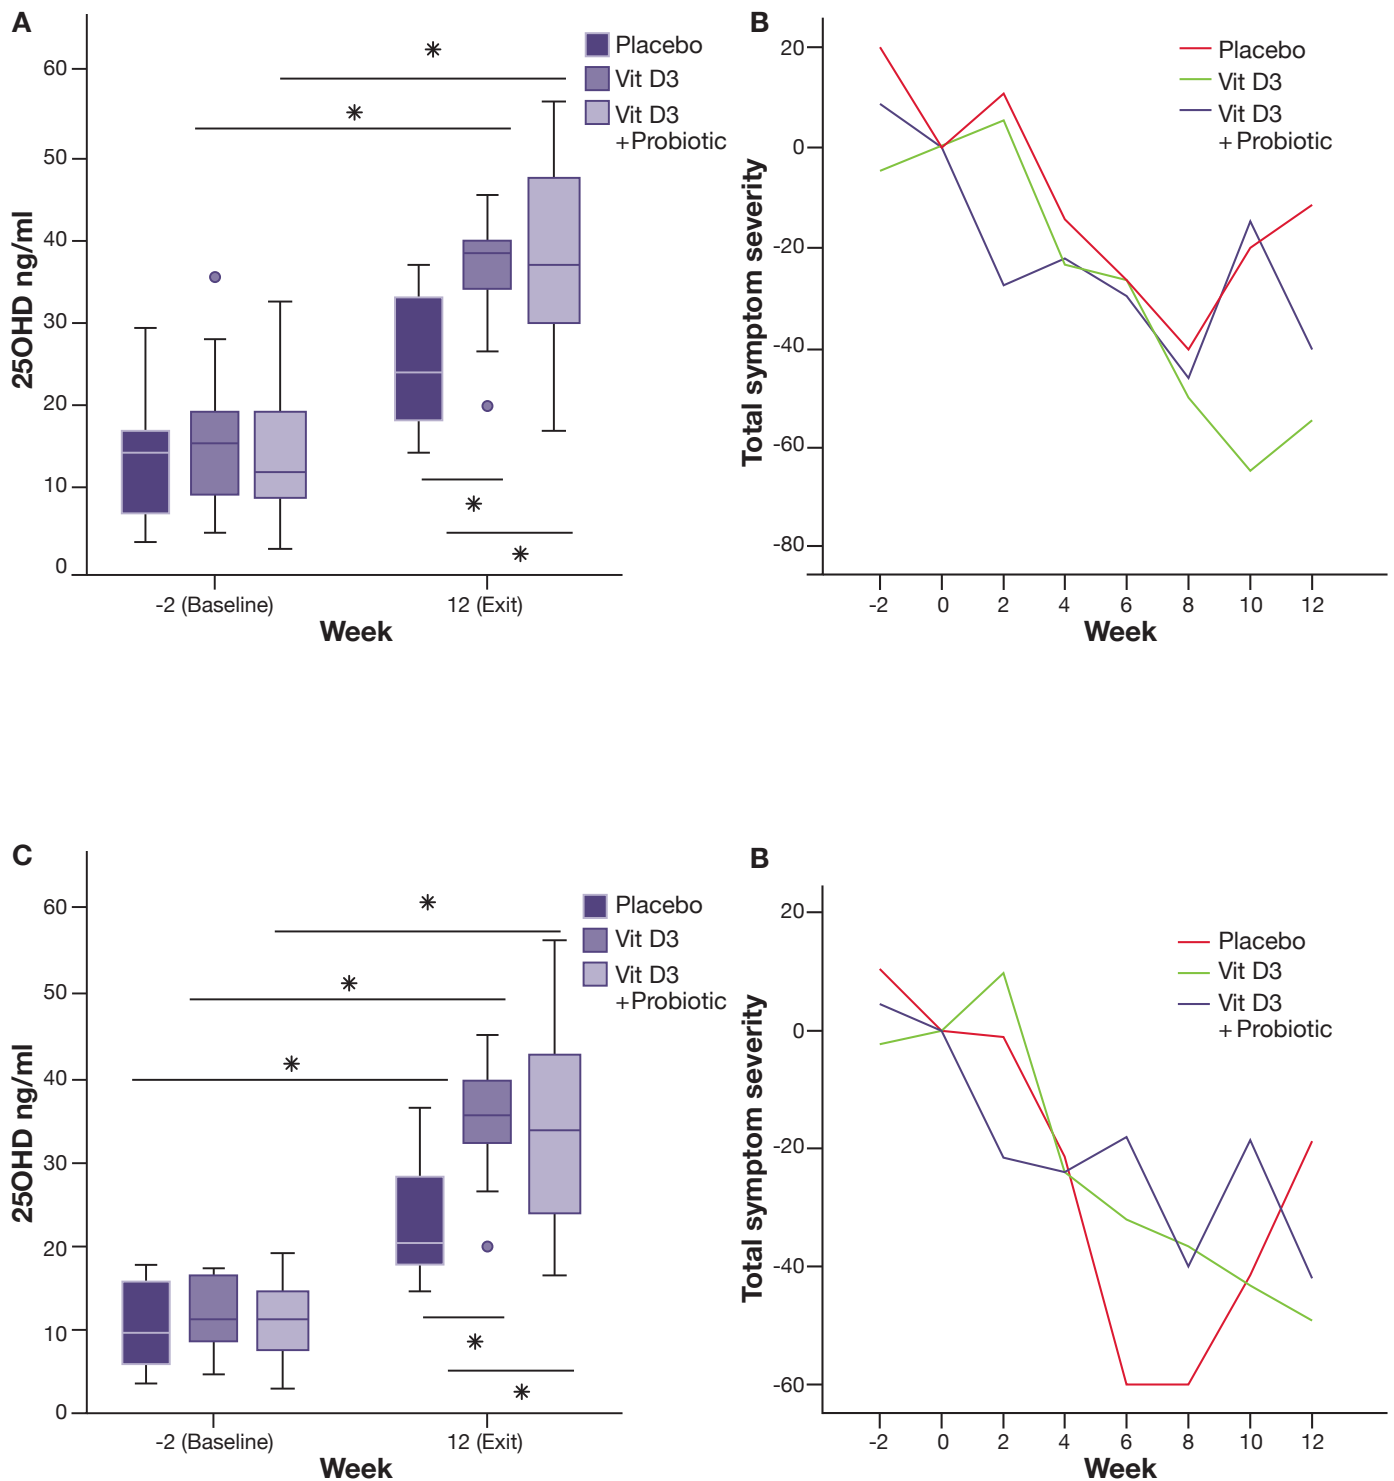 A
Placebo
Vit D3
Vit D3
+Probiotic
*
*
*
*
60
50
40
30
20
10
0
25OHD ng/ml
-2 (Baseline)
12 (Exit)
Week
B
Placebo
Vit D3
Vit D3
+Probiotic
20
0
-20
-40
-60
-80
Total symptom severity
-2 0 2 4 6 8 10 12
Week
C
Placebo
Vit D3
Vit D3
+Probiotic
*
*
*
*
*
60
50
40
30
20
10
0
25OHD ng/ml
-2 (Baseline)
12 (Exit)
Week
B
Placebo
Vit D3
Vit D3
+Probiotic
20
0
-20
-40
-60
Total symptom severity
-2 0 2 4 6 8 10 12
Week